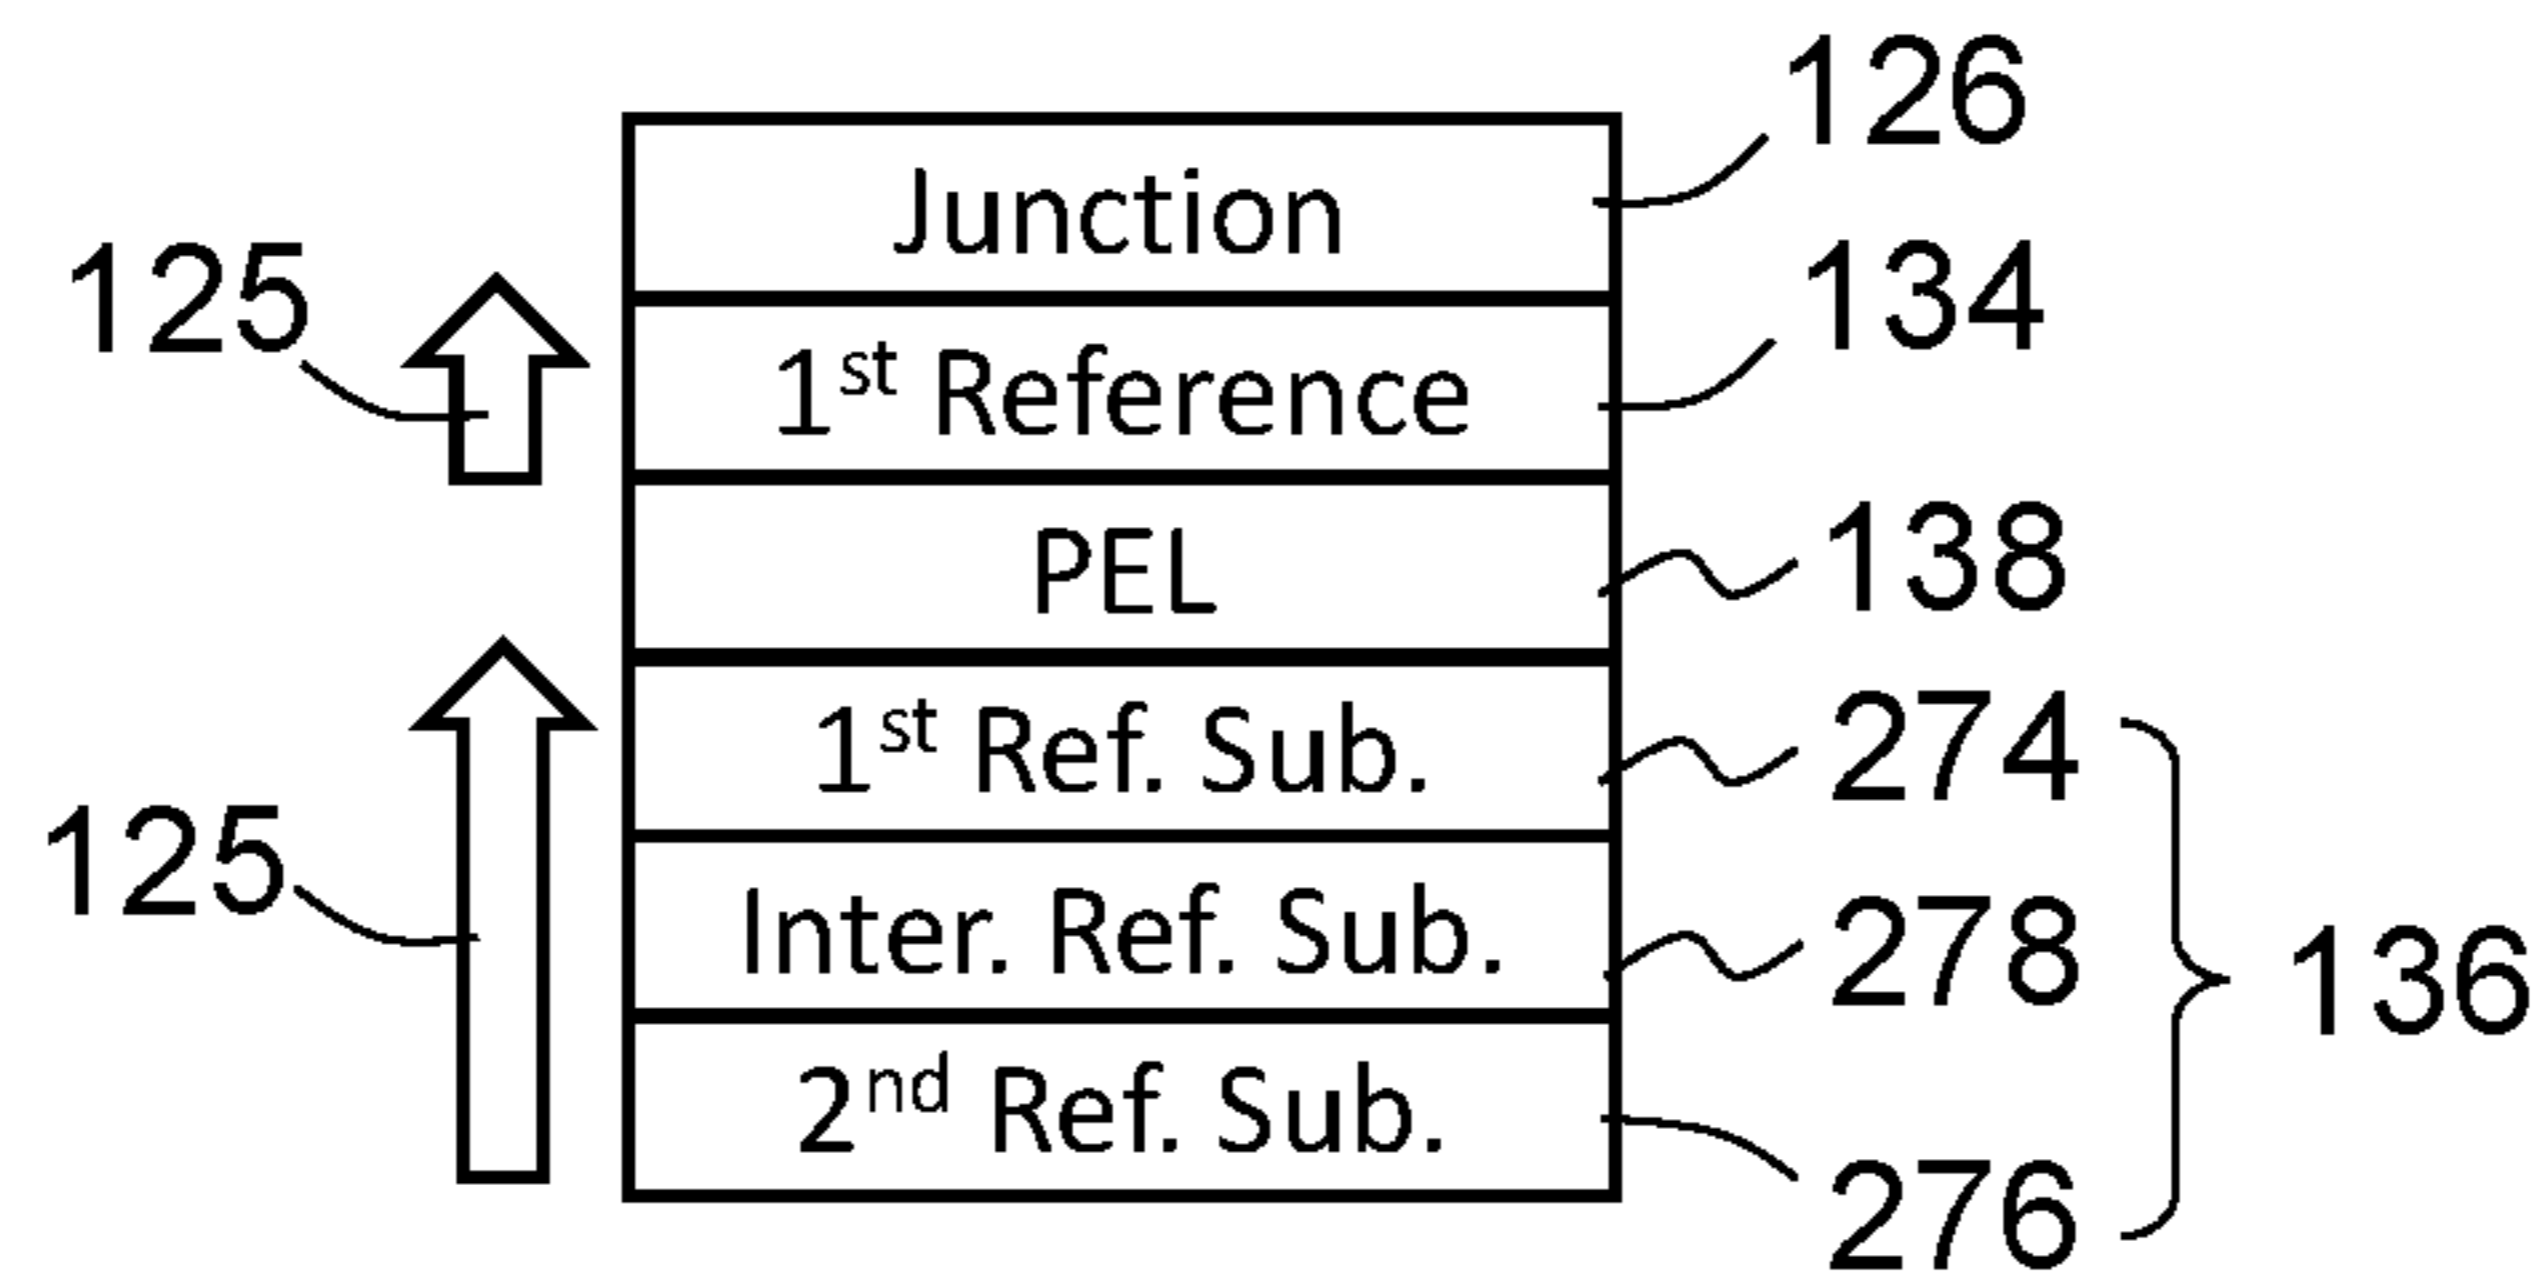 126
Junction
125
134
1st Reference
138
PEL
274
1st Ref. Sub.
125
278
Inter. Ref. Sub.
136
2nd Ref. Sub.
276